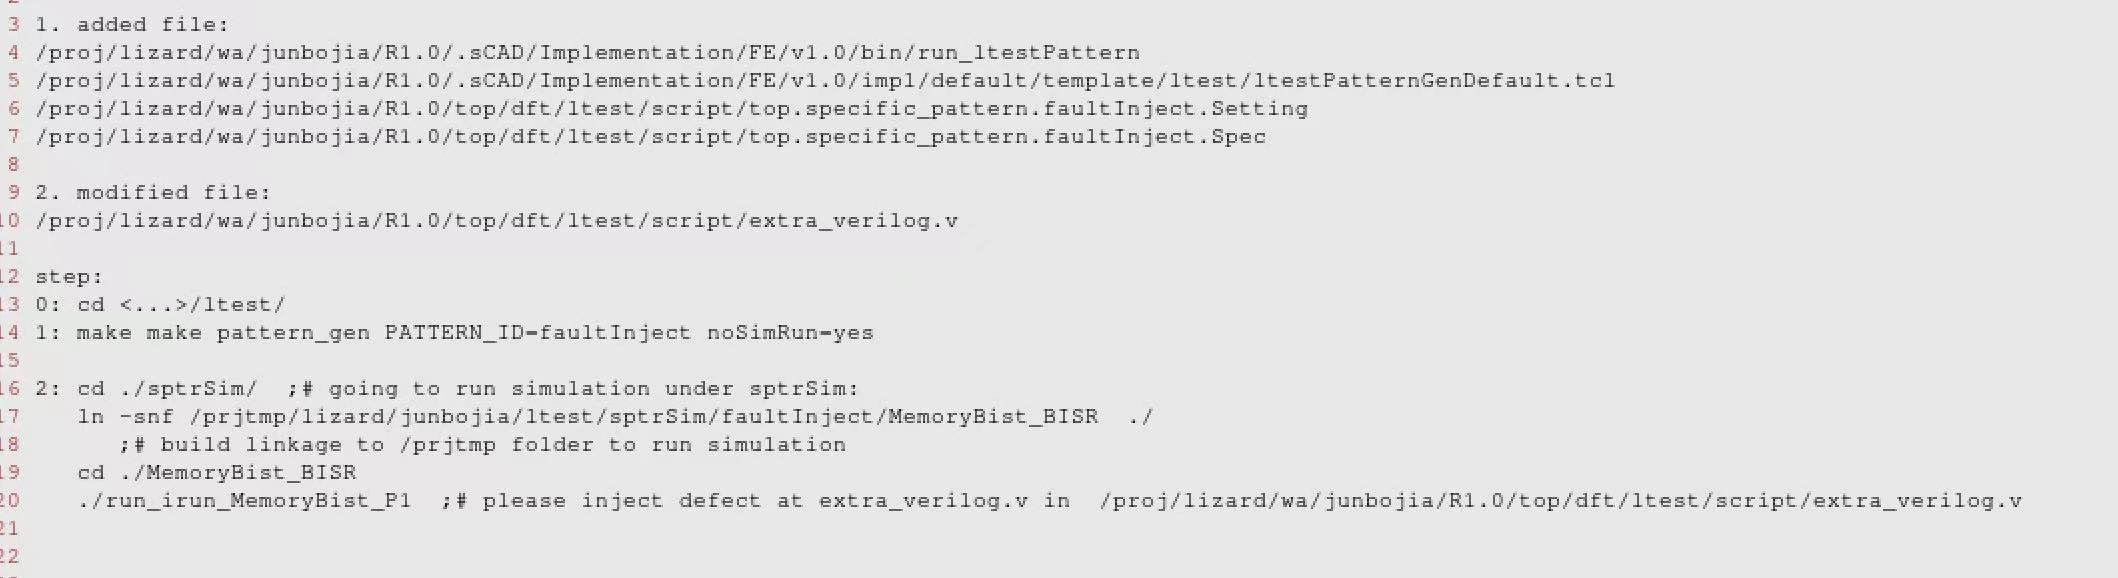 3 1. added file:
4 /proj/lizard/wa/junbojia/R1.0/.sCAD/Implementation/FE/v1.0/bin/run_ltestPattern
5 /proj/lizard/wa/junbojia/R1.0/.sCAD/Implementation/FE/v1.0/impl/default/template/ltest/ltestPatternGenDefault.tcl
6 /proj/lizard/wa/junbojia/R1.0/top/dft/ltest/script/top.specific_pattern.faultInject.Setting
7 /proj/lizard/wa/junbojia/R1.0/top/dft/ltest/script/top.specific_pattern.faultInject.Spec
8
9 2. modified file:
10 /proj/lizard/wa/junbojia/R1.0/top/dft/ltest/script/extra_verilog.v
11
12 step:
13 0: cd <...>/ltest/
14 1: make make pattern_gen PATTERN_ID=faultInject noSimRun=yes
15
16 2: cd ./sptrSim/  ;# going to run simulation under sptrSim:
17    ln -snf /prjtmp/lizard/junbojia/ltest/sptrSim/faultInject/MemoryBist_BISR  ./
18       ;# build linkage to /prjtmp folder to run simulation
19    cd ./MemoryBist_BISR
20    ./run_irun_MemoryBist_P1  ;# please inject defect at extra_verilog.v in  /proj/lizard/wa/junbojia/R1.0/top/dft/ltest/script/extra_verilog.v
21
22